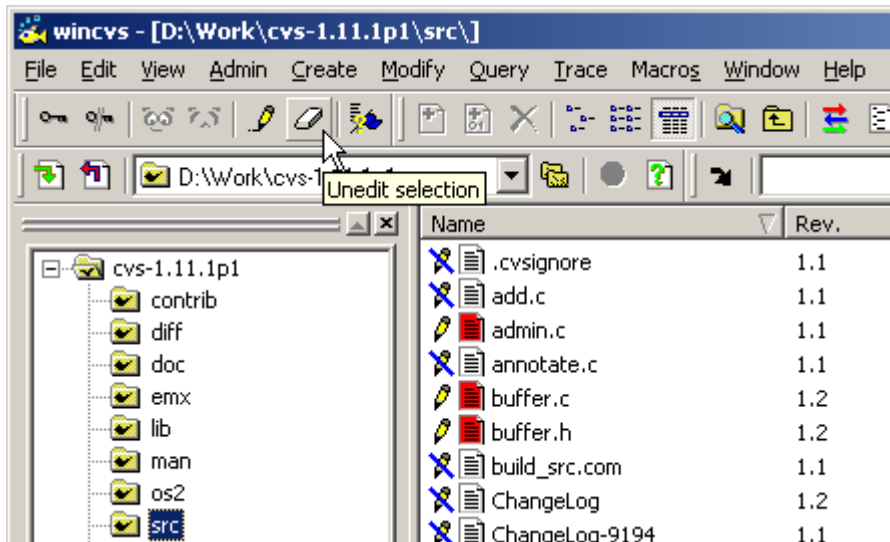 wincvs - [D:\Work\cvs-1.11.1p1\src\]
File Edit View Admin Create Modify Query Trace Macros Window Help
D:\Work\cvs-1
Unedit selection
Name Rev.
cvs-1.11.1p1
contrib
diff
doc
emx
lib
man
os2
src
.cvsignore 1.1
add.c 1.1
admin.c 1.1
annotate.c 1.1
buffer.c 1.2
buffer.h 1.2
build_src.com 1.1
ChangeLog 1.2
ChangeLog-9194 1.1